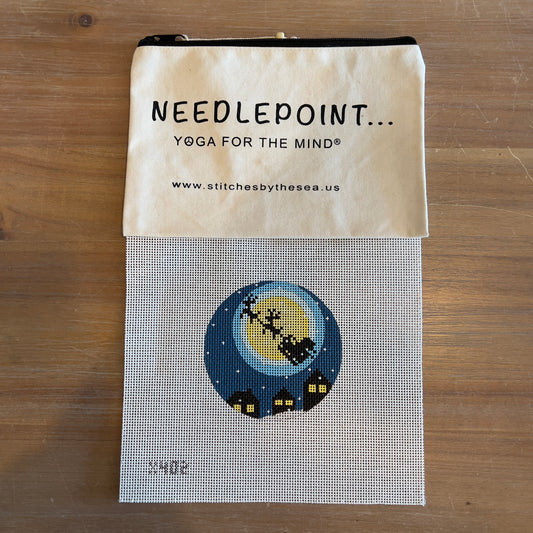 NEEDLEPOINT...
YOGA FOR THE MIND®
www.stitchesbythesea.us
X402